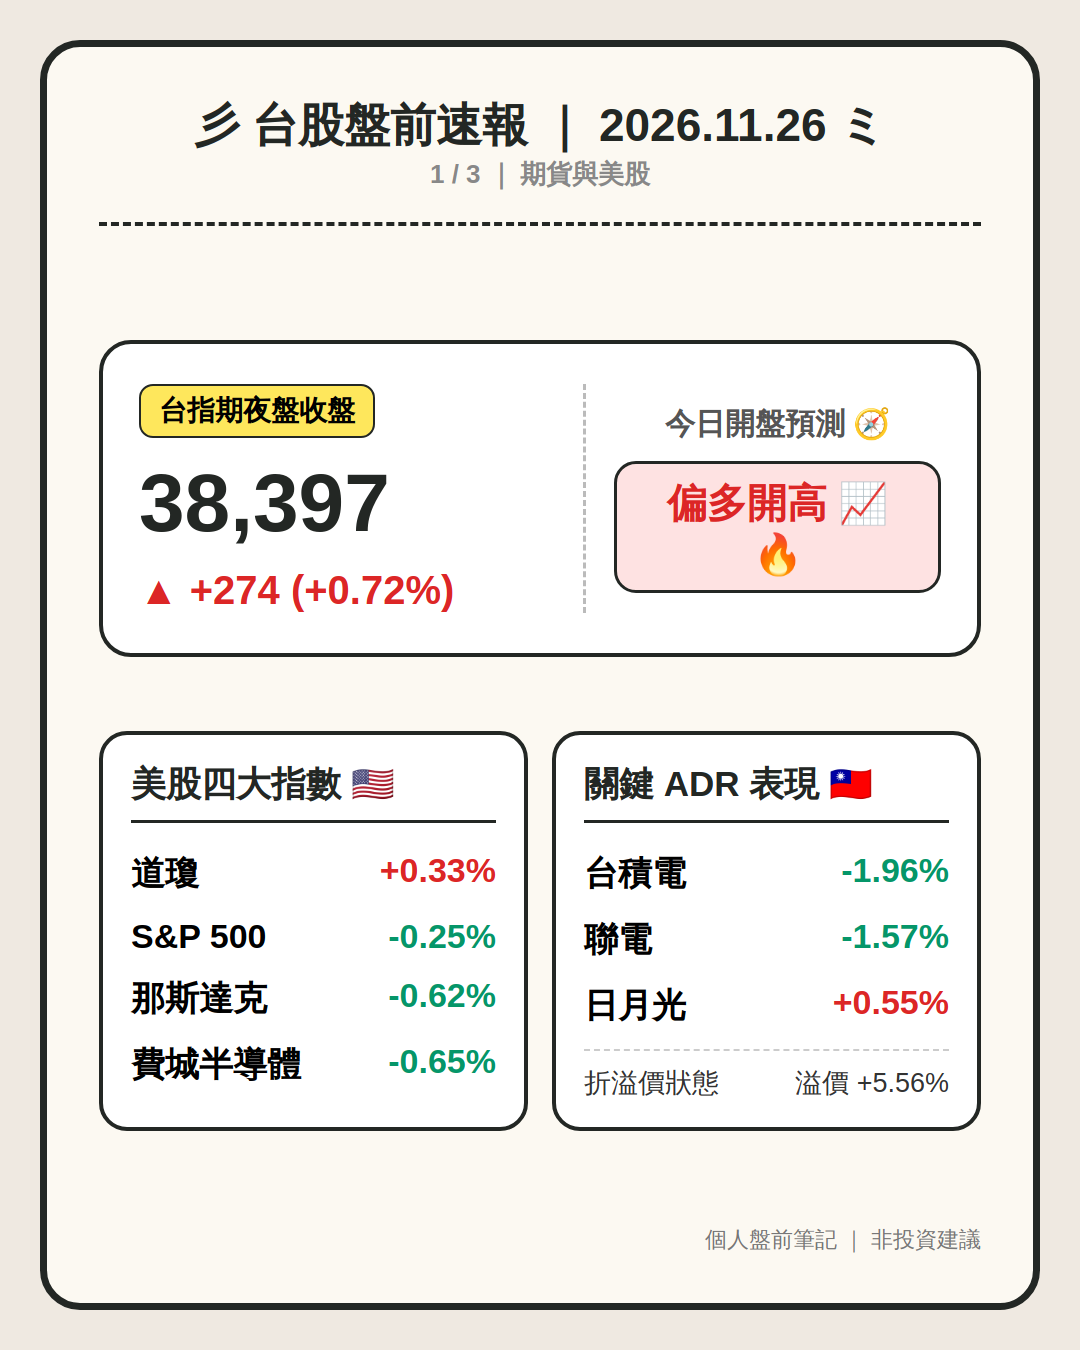 彡 台股盤前速報 ｜ 2026.11.26 ミ
1 / 3 ｜ 期貨與美股
台指期夜盤收盤
38,397
▲ +274 (+0.72%)
今日開盤預測 🧭
偏多開高 📈
🔥
美股四大指數 🇺🇸
道瓊 +0.33%
S&P 500 -0.25%
那斯達克 -0.62%
費城半導體 -0.65%
關鍵 ADR 表現 🇹🇼
台積電 -1.96%
聯電 -1.57%
日月光 +0.55%
折溢價狀態 溢價 +5.56%
個人盤前筆記 ｜ 非投資建議